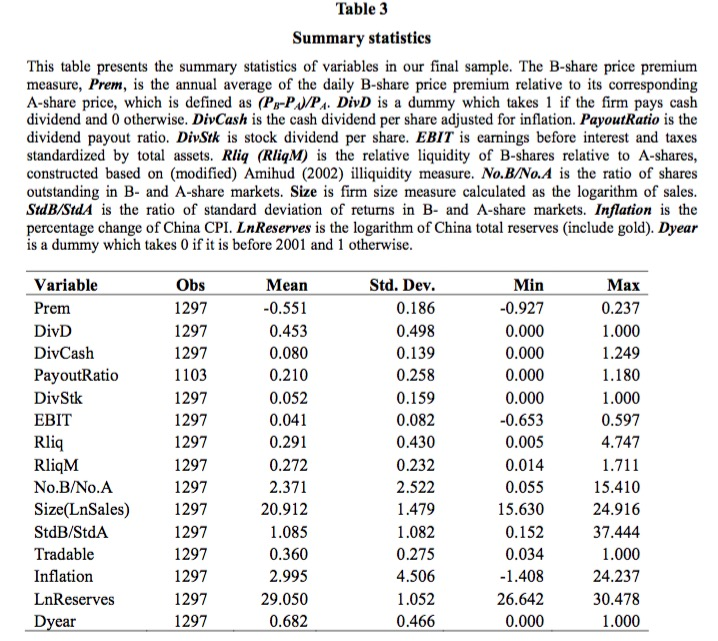 Table 3
Summary statistics
This table presents the summary statistics of variables in our final sample. The B-share price premium
measure, Prem, is the annual average of the daily B-share price premium relative to its corresponding
A-share price, which is defined as (PB-PA)/PA. DivD is a dummy which takes 1 if the firm pays cash
dividend and 0 otherwise. DivCash is the cash dividend per share adjusted for inflation. PayoutRatio is the
dividend payout ratio. DivStk is stock dividend per share. EBIT is earnings before interest and taxes
standardized by total assets. Rliq (RliqM) is the relative liquidity of B-shares relative to A-shares,
constructed based on (modified) Amihud (2002) illiquidity measure. No.B/No.A is the ratio of shares
outstanding in B- and A-share markets. Size is firm size measure calculated as the logarithm of sales.
StdB/StdA is the ratio of standard deviation of returns in B- and A-share markets. Inflation is the
percentage change of China CPI. LnReserves is the logarithm of China total reserves (include gold). Dyear
is a dummy which takes 0 if it is before 2001 and 1 otherwise.
Variable Obs Mean Std. Dev. Min Max
Prem 1297 -0.551 0.186 -0.927 0.237
DivD 1297 0.453 0.498 0.000 1.000
DivCash 1297 0.080 0.139 0.000 1.249
PayoutRatio 1103 0.210 0.258 0.000 1.180
DivStk 1297 0.052 0.159 0.000 1.000
EBIT 1297 0.041 0.082 -0.653 0.597
Rliq 1297 0.291 0.430 0.005 4.747
RliqM 1297 0.272 0.232 0.014 1.711
No.B/No.A 1297 2.371 2.522 0.055 15.410
Size(LnSales) 1297 20.912 1.479 15.630 24.916
StdB/StdA 1297 1.085 1.082 0.152 37.444
Tradable 1297 0.360 0.275 0.034 1.000
Inflation 1297 2.995 4.506 -1.408 24.237
LnReserves 1297 29.050 1.052 26.642 30.478
Dyear 1297 0.682 0.466 0.000 1.000